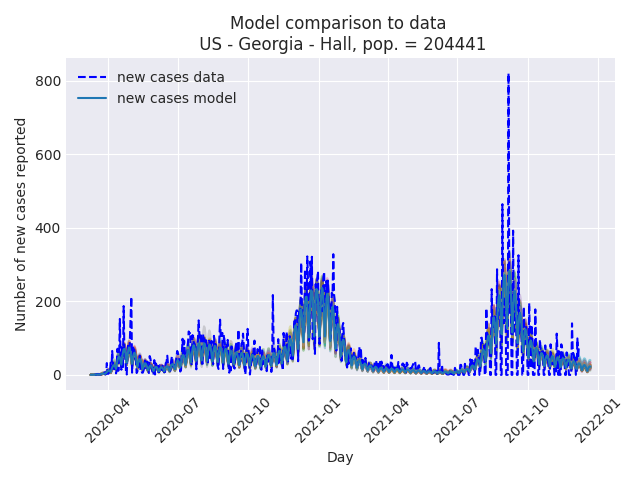 Model comparison to data
US - Georgia - Hall, pop. = 204441
new cases data
new cases model
Number of new cases reported
800
600
400
200
0
2020-04
2020-07
2020-10
2021-01
2021-04
2021-07
2021-10
2022-01
Day